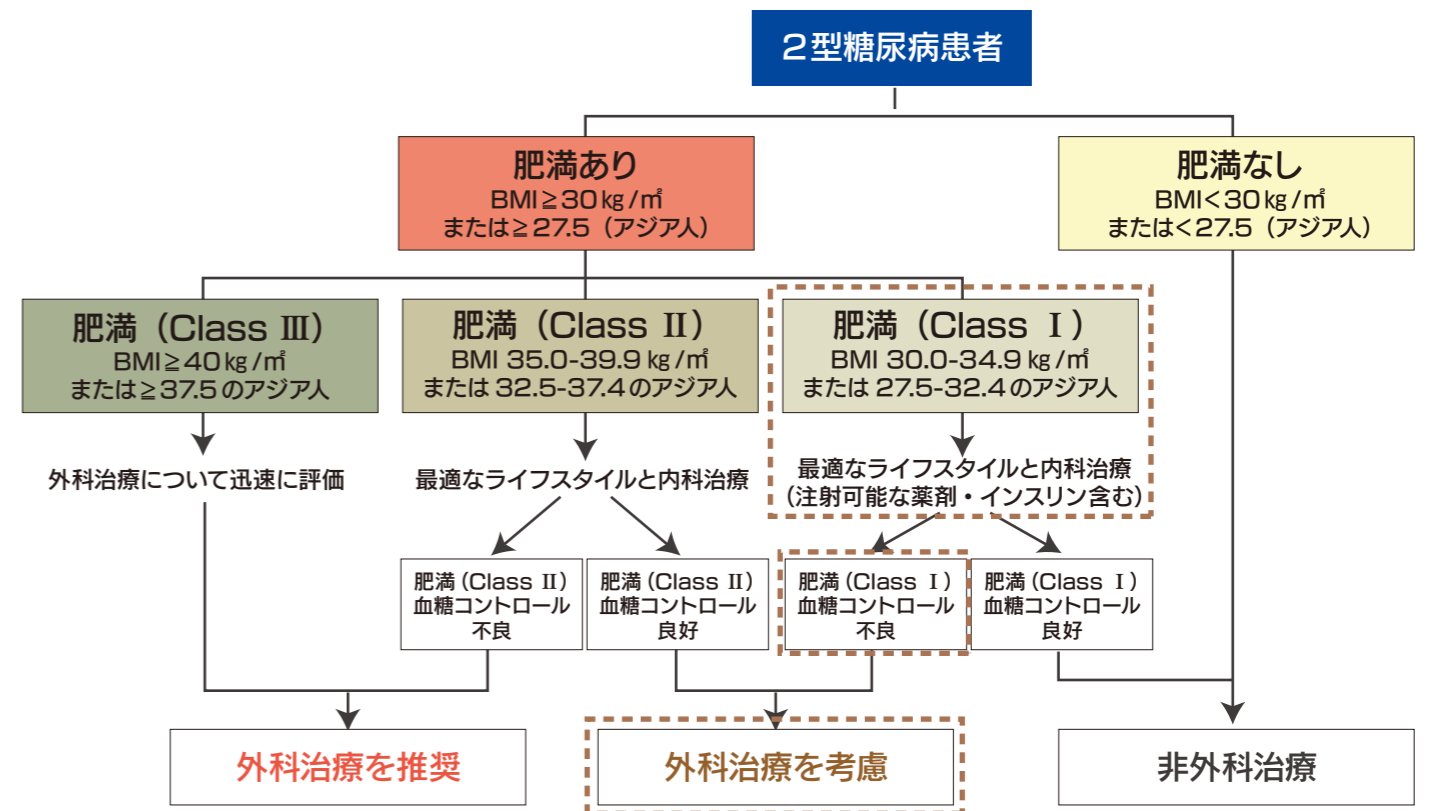 2型糖尿病患者
肥満あり
BMI≧30㎏/㎡
または≧27.5（アジア人）
肥満なし
BMI<30㎏/㎡
または<27.5（アジア人）
肥満（Class Ⅲ）
BMI≧40㎏/㎡
または≧37.5のアジア人
肥満（Class Ⅱ）
BMI 35.0-39.9㎏/㎡
または 32.5-37.4のアジア人
肥満（Class Ⅰ）
BMI 30.0-34.9㎏/㎡
または 27.5-32.4のアジア人
外科治療について迅速に評価
最適なライフスタイルと内科治療
最適なライフスタイルと内科治療
（注射可能な薬剤・インスリン含む）
肥満（Class Ⅱ）
血糖コントロール
不良
肥満（Class Ⅱ）
血糖コントロール
良好
肥満（Class Ⅰ）
血糖コントロール
不良
肥満（Class Ⅰ）
血糖コントロール
良好
外科治療を推奨
外科治療を考慮
非外科治療